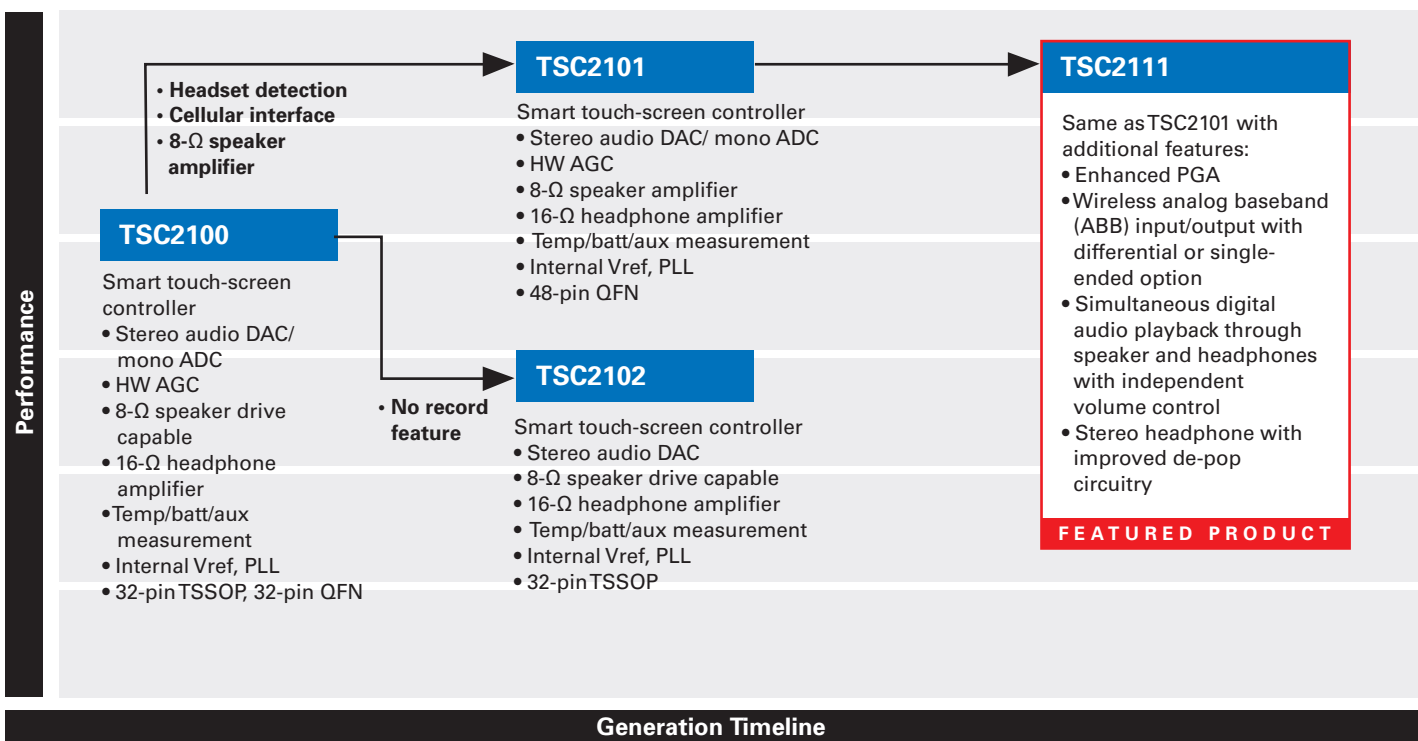 Performance
• Headset detection
• Cellular interface
• 8-Ω speaker
amplifier
TSC2100
Smart touch-screen
controller
• Stereo audio DAC/
mono ADC
• HW AGC
• 8-Ω speaker drive
capable
• 16-Ω headphone
amplifier
• Temp/batt/aux
measurement
• Internal Vref, PLL
• 32-pin TSSOP, 32-pin QFN
TSC2101
Smart touch-screen controller
• Stereo audio DAC/ mono ADC
• HW AGC
• 8-Ω speaker amplifier
• 16-Ω headphone amplifier
• Temp/batt/aux measurement
• Internal Vref, PLL
• 48-pin QFN
• No record
feature
TSC2102
Smart touch-screen controller
• Stereo audio DAC
• 8-Ω speaker drive capable
• 16-Ω headphone amplifier
• Temp/batt/aux measurement
• Internal Vref, PLL
• 32-pin TSSOP
TSC2111
Same as TSC2101 with
additional features:
• Enhanced PGA
• Wireless analog baseband
(ABB) input/output with
differential or single-
ended option
• Simultaneous digital
audio playback through
speaker and headphones
with independent
volume control
• Stereo headphone with
improved de-pop
circuitry
FEATURED PRODUCT
Generation Timeline